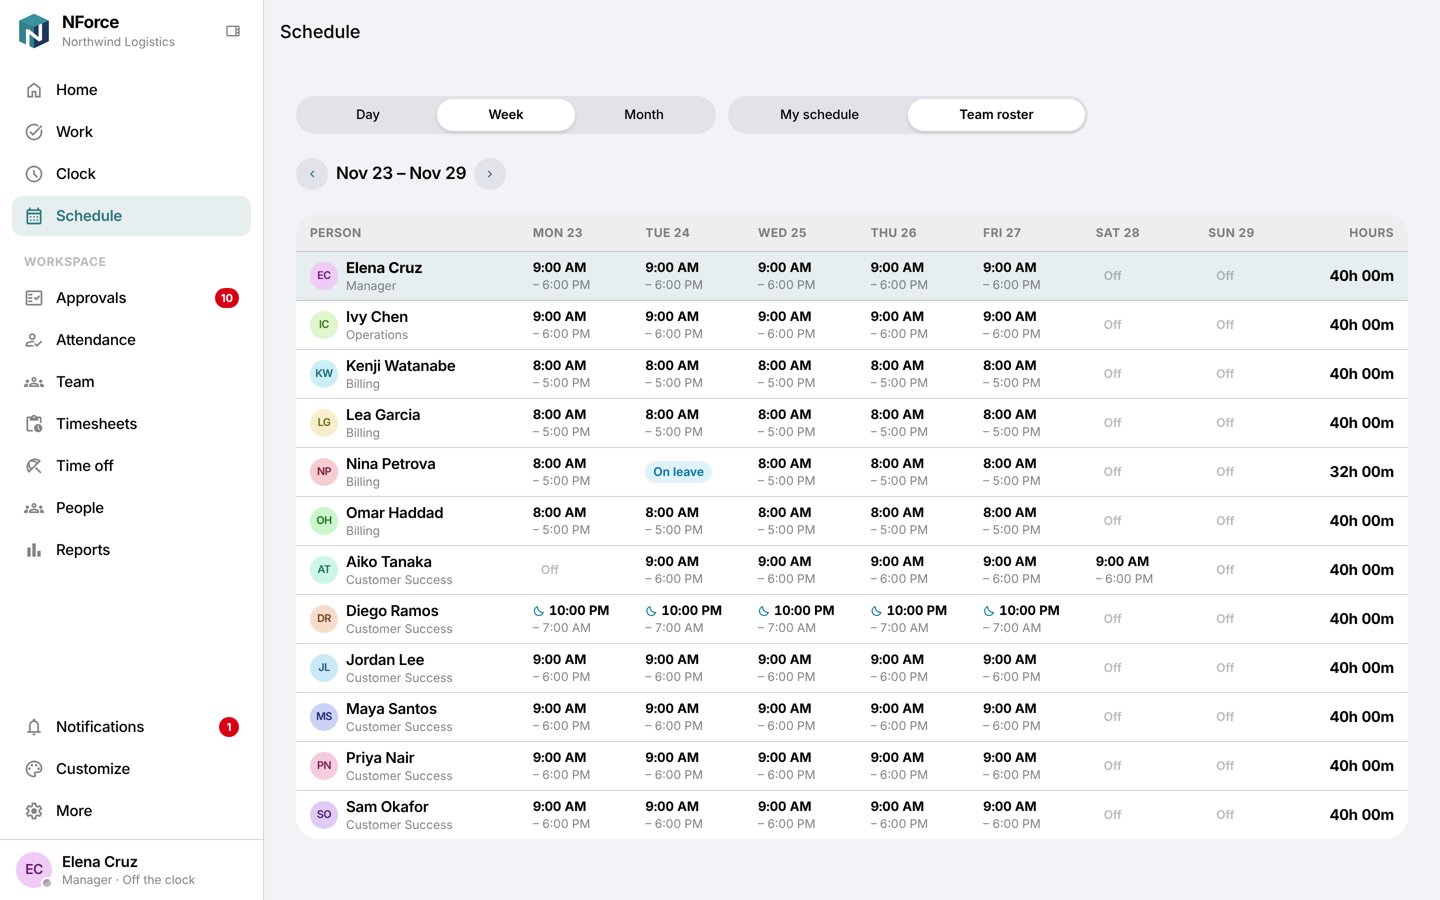 NForce
Northwind Logistics
Home
Work
Clock
Schedule
WORKSPACE
Approvals 10
Attendance
Team
Timesheets
Time off
People
Reports
Notifications 1
Customize
More
EC Elena Cruz
Manager · Off the clock
Schedule
Day Week Month My schedule Team roster
‹ Nov 23 – Nov 29 ›
PERSON MON 23 TUE 24 WED 25 THU 26 FRI 27 SAT 28 SUN 29 HOURS
EC Elena Cruz 9:00 AM 9:00 AM 9:00 AM 9:00 AM 9:00 AM Off Off 40h 00m
Manager – 6:00 PM – 6:00 PM – 6:00 PM – 6:00 PM – 6:00 PM
IC Ivy Chen 9:00 AM 9:00 AM 9:00 AM 9:00 AM 9:00 AM Off Off 40h 00m
Operations – 6:00 PM – 6:00 PM – 6:00 PM – 6:00 PM – 6:00 PM
KW Kenji Watanabe 8:00 AM 8:00 AM 8:00 AM 8:00 AM 8:00 AM Off Off 40h 00m
Billing – 5:00 PM – 5:00 PM – 5:00 PM – 5:00 PM – 5:00 PM
LG Lea Garcia 8:00 AM 8:00 AM 8:00 AM 8:00 AM 8:00 AM Off Off 40h 00m
Billing – 5:00 PM – 5:00 PM – 5:00 PM – 5:00 PM – 5:00 PM
NP Nina Petrova 8:00 AM On leave 8:00 AM 8:00 AM 8:00 AM Off Off 32h 00m
Billing – 5:00 PM – 5:00 PM – 5:00 PM – 5:00 PM
OH Omar Haddad 8:00 AM 8:00 AM 8:00 AM 8:00 AM 8:00 AM Off Off 40h 00m
Billing – 5:00 PM – 5:00 PM – 5:00 PM – 5:00 PM – 5:00 PM
AT Aiko Tanaka Off 9:00 AM 9:00 AM 9:00 AM 9:00 AM 9:00 AM Off 40h 00m
Customer Success – 6:00 PM – 6:00 PM – 6:00 PM – 6:00 PM – 6:00 PM
DR Diego Ramos 10:00 PM 10:00 PM 10:00 PM 10:00 PM 10:00 PM Off Off 40h 00m
Customer Success – 7:00 AM – 7:00 AM – 7:00 AM – 7:00 AM – 7:00 AM
JL Jordan Lee 9:00 AM 9:00 AM 9:00 AM 9:00 AM 9:00 AM Off Off 40h 00m
Customer Success – 6:00 PM – 6:00 PM – 6:00 PM – 6:00 PM – 6:00 PM
MS Maya Santos 9:00 AM 9:00 AM 9:00 AM 9:00 AM 9:00 AM Off Off 40h 00m
Customer Success – 6:00 PM – 6:00 PM – 6:00 PM – 6:00 PM – 6:00 PM
PN Priya Nair 9:00 AM 9:00 AM 9:00 AM 9:00 AM 9:00 AM Off Off 40h 00m
Customer Success – 6:00 PM – 6:00 PM – 6:00 PM – 6:00 PM – 6:00 PM
SO Sam Okafor 9:00 AM 9:00 AM 9:00 AM 9:00 AM 9:00 AM Off Off 40h 00m
Customer Success – 6:00 PM – 6:00 PM – 6:00 PM – 6:00 PM – 6:00 PM